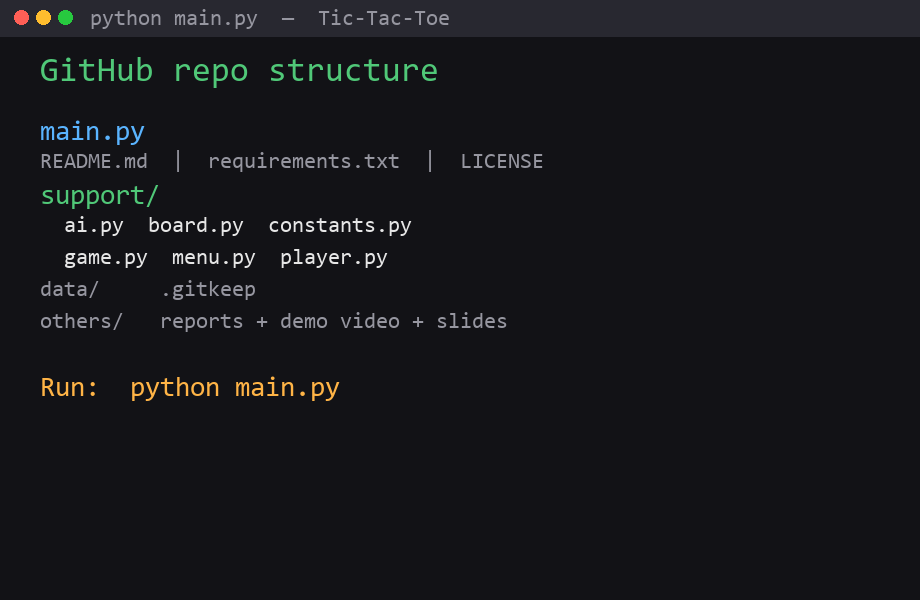 python main.py  —  Tic-Tac-Toe
GitHub repo structure
main.py
README.md  |  requirements.txt  |  LICENSE
support/
ai.py  board.py  constants.py
game.py  menu.py  player.py
data/     .gitkeep
others/   reports + demo video + slides
Run:  python main.py